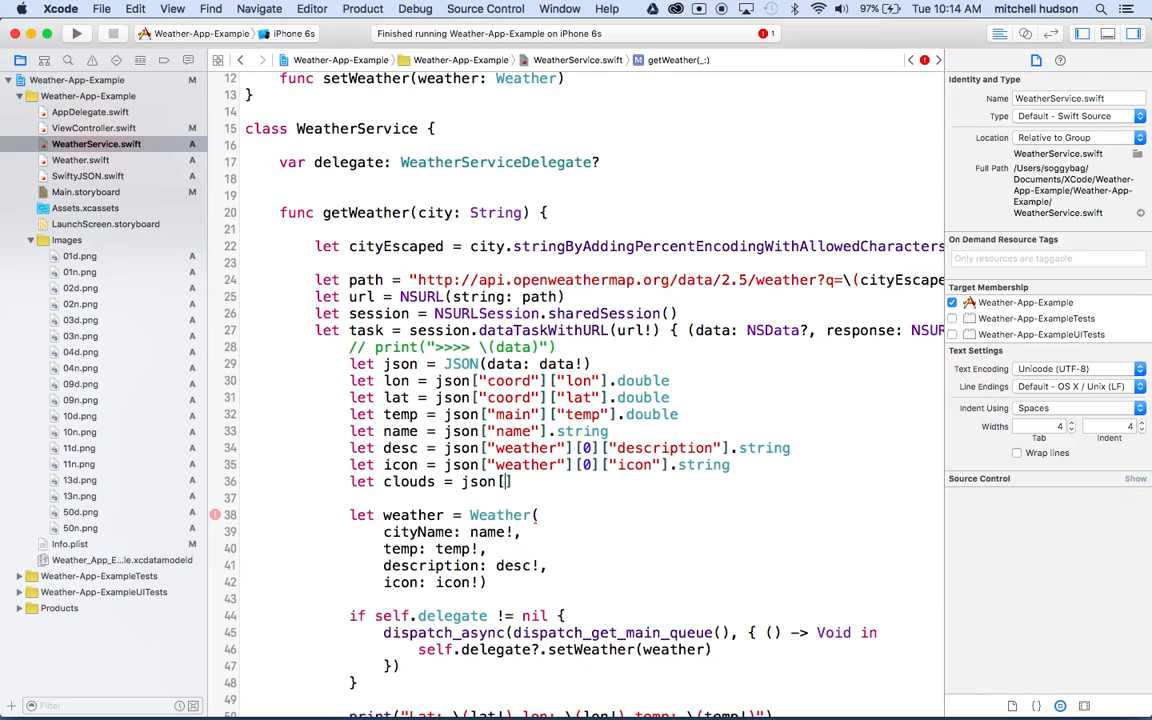 Xcode File Edit View Find Navigate Editor Product Debug Source Control Window Help 97% Tue 10:14 AM mitchell hudson
Weather-App-Example iPhone 6s Finished running Weather-App-Example on iPhone 6s 1
Weather-App-Example Weather-App-Example WeatherService.swift M getWeather(_:)
Weather-App-Example M
Weather-App-Example
AppDelegate.swift
ViewController.swift M
WeatherService.swift A
Weather.swift A
SwiftyJSON.swift A
Main.storyboard M
Assets.xcassets
LaunchScreen.storyboard
Images
01d.png A
01n.png A
02d.png A
02n.png A
03d.png A
03n.png A
04d.png A
04n.png A
09d.png A
09n.png A
10d.png A
10n.png A
11d.png A
11n.png A
13d.png A
13n.png A
50d.png A
50n.png A
Info.plist M
Weather_App_E...le.xcdatamodeld
Weather-App-ExampleTests
Weather-App-ExampleUITests
Products
Filter
12 func setWeather(weather: Weather)
13 }
14
15 class WeatherService {
16
17 var delegate: WeatherServiceDelegate?
18
19
20 func getWeather(city: String) {
21
22 let cityEscaped = city.stringByAddingPercentEncodingWithAllowedCharacters
23
24 let path = "http://api.openweathermap.org/data/2.5/weather?q=\(cityEscape
25 let url = NSURL(string: path)
26 let session = NSURLSession.sharedSession()
27 let task = session.dataTaskWithURL(url!) { (data: NSData?, response: NSUR
28 // print(">>>> \(data)")
29 let json = JSON(data: data!)
30 let lon = json["coord"]["lon"].double
31 let lat = json["coord"]["lat"].double
32 let temp = json["main"]["temp"].double
33 let name = json["name"].string
34 let desc = json["weather"][0]["description"].string
35 let icon = json["weather"][0]["icon"].string
36 let clouds = json[]
37
38 let weather = Weather(
39 cityName: name!,
40 temp: temp!,
41 description: desc!,
42 icon: icon!)
43
44 if self.delegate != nil {
45 dispatch_async(dispatch_get_main_queue(), { () -> Void in
46 self.delegate?.setWeather(weather)
47 })
48 }
49
50 print("Lat: \(lat!) lon: \(lon!) temp: \(temp!)")
Identity and Type
Name WeatherService.swift
Type Default - Swift Source
Location Relative to Group
WeatherService.swift
Full Path /Users/soggybag/
Documents/XCode/Weather-
App-Example/Weather-App-
Example/
WeatherService.swift
On Demand Resource Tags
Only resources are taggable
Target Membership
Weather-App-Example
Weather-App-ExampleTests
Weather-App-ExampleUITests
Text Settings
Text Encoding Unicode (UTF-8)
Line Endings Default - OS X / Unix (LF)
Indent Using Spaces
Widths 4 4
Tab Indent
Wrap lines
Source Control Show